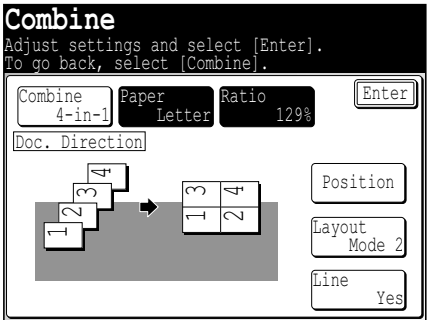 Combine
Adjust settings and select [Enter].
To go back, select [Combine].
Combine
4-in-1
Paper
Letter
Ratio
129%
Enter
Doc. Direction
1 2 3 4
3 4
1 2
Position
Layout
Mode 2
Line
Yes